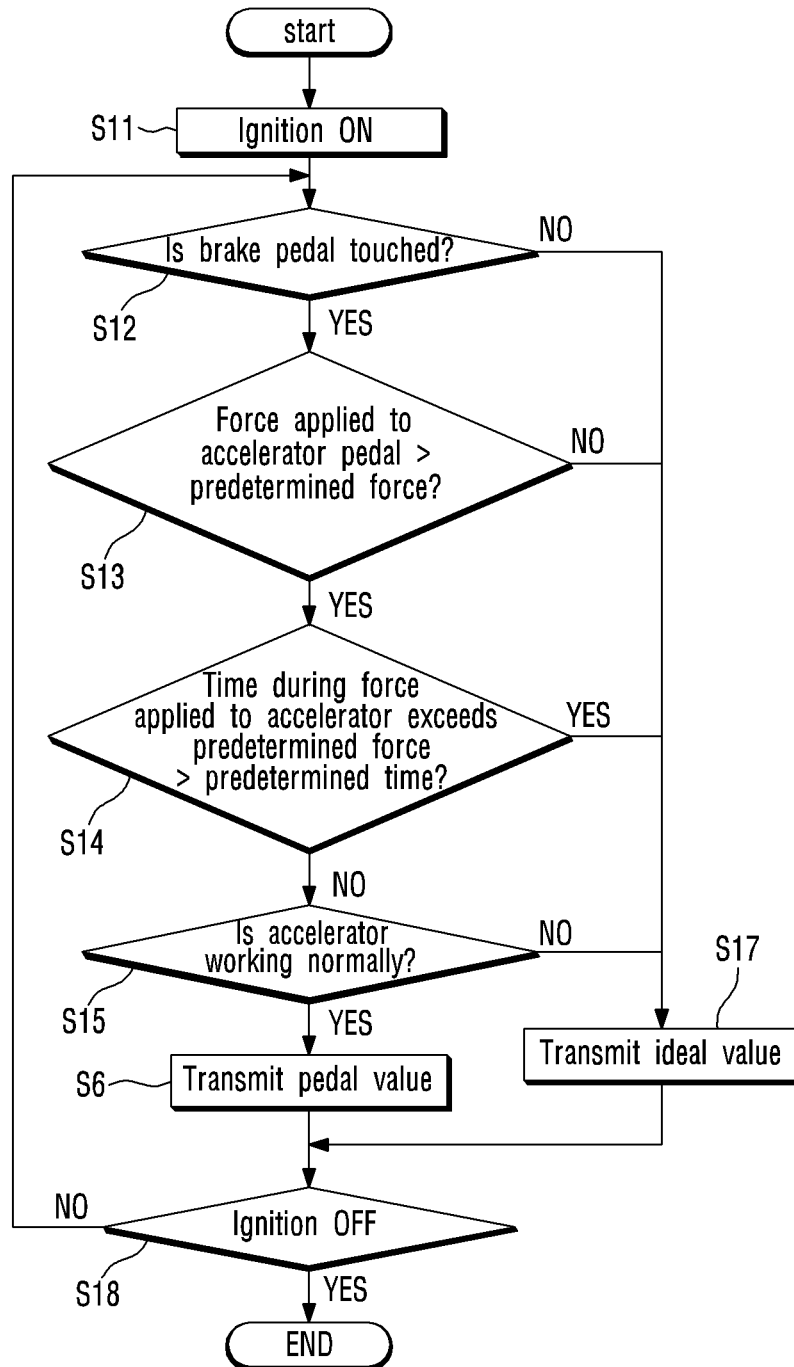 start
S11
Ignition ON
Is brake pedal touched?
NO
S12
YES
Force applied to
accelerator pedal >
predetermined force?
NO
S13
YES
Time during force
applied to accelerator exceeds
predetermined force
> predetermined time?
YES
S14
NO
Is accelerator
working normally?
NO
S15
YES
S17
S6
Transmit pedal value
Transmit ideal value
NO
Ignition OFF
S18
YES
END